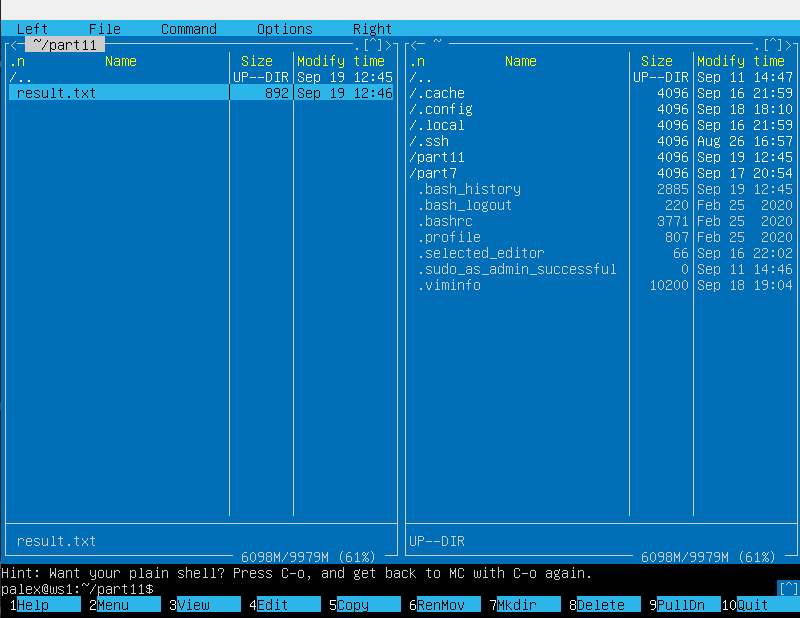 Left File Command Options Right
<- ~/part11 .[^]>
.n Name Size Modify time
/.. UP--DIR Sep 19 12:45
result.txt 892 Sep 19 12:46
result.txt
6098M/9979M (61%)
<- ~ .[^]>
.n Name Size Modify time
/.. UP--DIR Sep 11 14:47
/.cache 4096 Sep 16 21:59
/.config 4096 Sep 18 18:10
/.local 4096 Sep 16 21:59
/.ssh 4096 Aug 26 16:57
/part11 4096 Sep 19 12:45
/part7 4096 Sep 17 20:54
.bash_history 2885 Sep 19 12:45
.bash_logout 220 Feb 25 2020
.bashrc 3771 Feb 25 2020
.profile 807 Feb 25 2020
.selected_editor 66 Sep 16 22:02
.sudo_as_admin_successful 0 Sep 11 14:46
.viminfo 10200 Sep 18 19:04
UP--DIR
6098M/9979M (61%)
Hint: Want your plain shell? Press C-o, and get back to MC with C-o again.
palex@ws1:~/part11$ [^]
1Help 2Menu 3View 4Edit 5Copy 6RenMov 7Mkdir 8Delete 9PullDn 10Quit